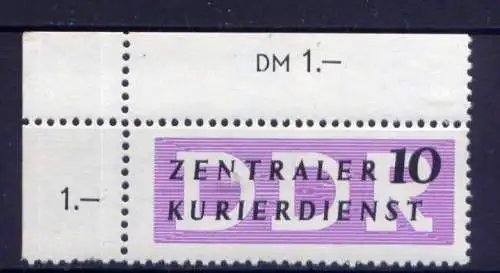 DM 1.–
1.–
DDR
ZENTRALER 10
KURIERDIENST